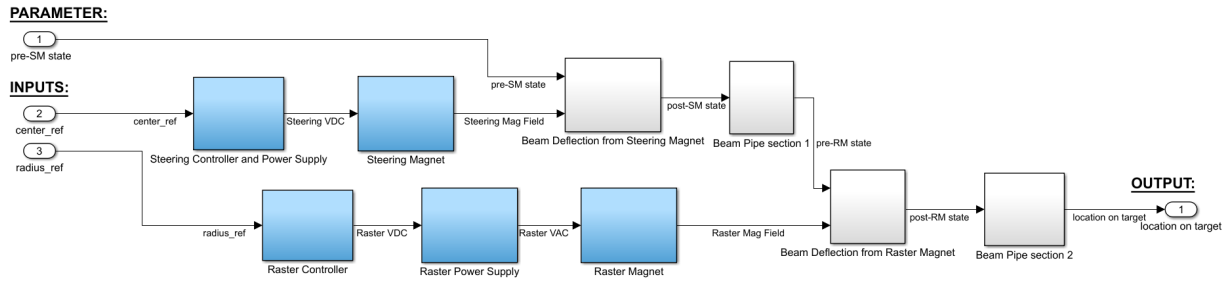 PARAMETER:
1
pre-SM state
pre-SM state
INPUTS:
2
center_ref
center_ref
Steering VDC
Steering Mag Field
post-SM state
Steering Controller and Power Supply
Steering Magnet
Beam Deflection from Steering Magnet
Beam Pipe section 1
pre-RM state
3
radius_ref
radius_ref
Raster VDC
Raster VAC
Raster Mag Field
post-RM state
location on target
OUTPUT:
1
location on target
Raster Controller
Raster Power Supply
Raster Magnet
Beam Deflection from Raster Magnet
Beam Pipe section 2